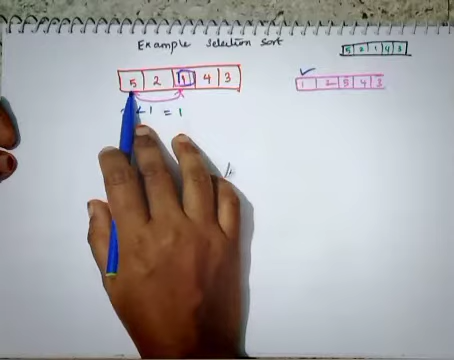 Example selection sort
5 2 1 4 3
5 2 1 4 3
1 2 5 4 3
< 1 = 1